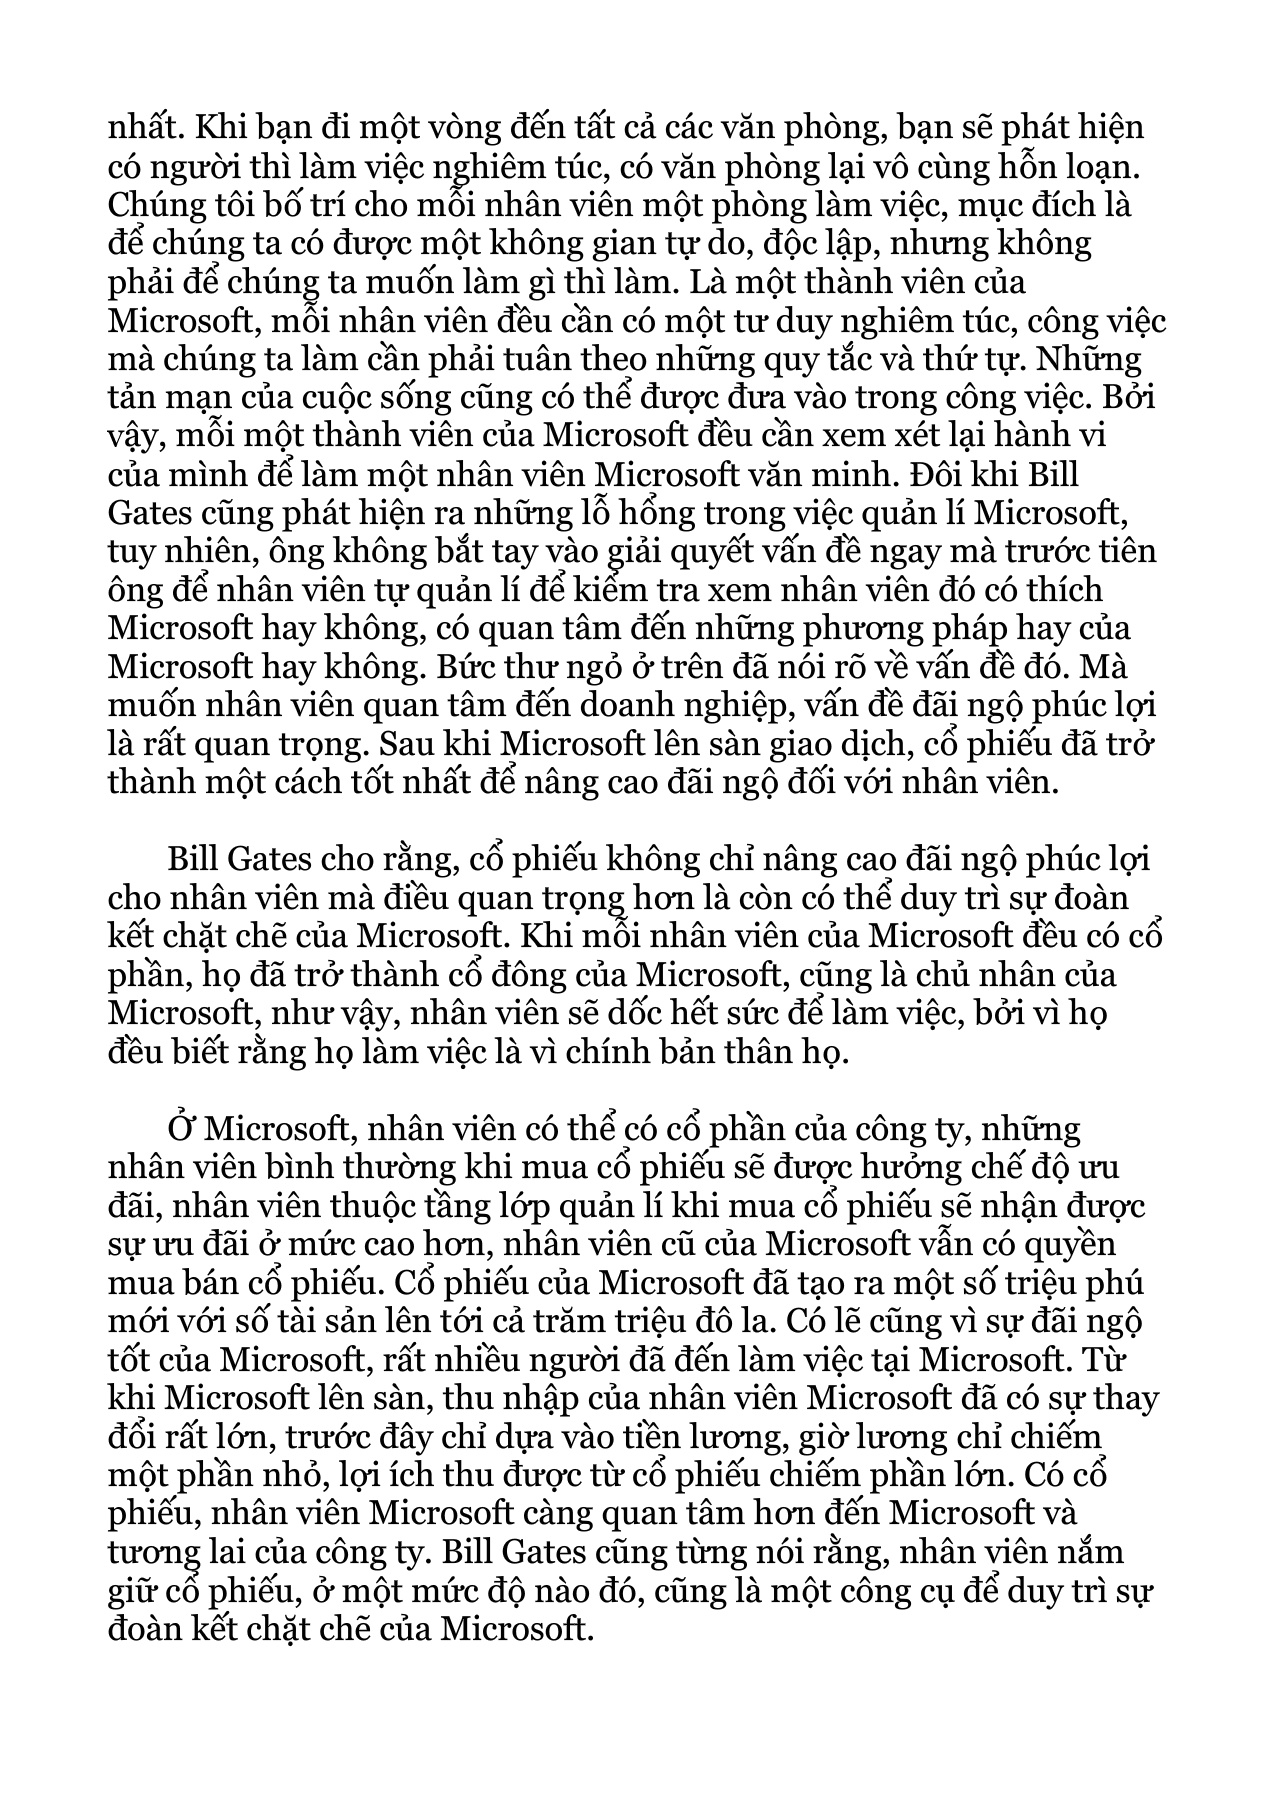 nhất. Khi bạn đi một vòng đến tất cả các văn phòng, bạn sẽ phát hiện
có người thì làm việc nghiêm túc, có văn phòng lại vô cùng hỗn loạn.
Chúng tôi bố trí cho mỗi nhân viên một phòng làm việc, mục đích là
để chúng ta có được một không gian tự do, độc lập, nhưng không
phải để chúng ta muốn làm gì thì làm. Là một thành viên của
Microsoft, mỗi nhân viên đều cần có một tư duy nghiêm túc, công việc
mà chúng ta làm cần phải tuân theo những quy tắc và thứ tự. Những
tản mạn của cuộc sống cũng có thể được đưa vào trong công việc. Bởi
vậy, mỗi một thành viên của Microsoft đều cần xem xét lại hành vi
của mình để làm một nhân viên Microsoft văn minh. Đôi khi Bill
Gates cũng phát hiện ra những lỗ hổng trong việc quản lí Microsoft,
tuy nhiên, ông không bắt tay vào giải quyết vấn đề ngay mà trước tiên
ông để nhân viên tự quản lí để kiểm tra xem nhân viên đó có thích
Microsoft hay không, có quan tâm đến những phương pháp hay của
Microsoft hay không. Bức thư ngỏ ở trên đã nói rõ về vấn đề đó. Mà
muốn nhân viên quan tâm đến doanh nghiệp, vấn đề đãi ngộ phúc lợi
là rất quan trọng. Sau khi Microsoft lên sàn giao dịch, cổ phiếu đã trở
thành một cách tốt nhất để nâng cao đãi ngộ đối với nhân viên.
Bill Gates cho rằng, cổ phiếu không chỉ nâng cao đãi ngộ phúc lợi
cho nhân viên mà điều quan trọng hơn là còn có thể duy trì sự đoàn
kết chặt chẽ của Microsoft. Khi mỗi nhân viên của Microsoft đều có cổ
phần, họ đã trở thành cổ đông của Microsoft, cũng là chủ nhân của
Microsoft, như vậy, nhân viên sẽ dốc hết sức để làm việc, bởi vì họ
đều biết rằng họ làm việc là vì chính bản thân họ.
Ở Microsoft, nhân viên có thể có cổ phần của công ty, những
nhân viên bình thường khi mua cổ phiếu sẽ được hưởng chế độ ưu
đãi, nhân viên thuộc tầng lớp quản lí khi mua cổ phiếu sẽ nhận được
sự ưu đãi ở mức cao hơn, nhân viên cũ của Microsoft vẫn có quyền
mua bán cổ phiếu. Cổ phiếu của Microsoft đã tạo ra một số triệu phú
mới với số tài sản lên tới cả trăm triệu đô la. Có lẽ cũng vì sự đãi ngộ
tốt của Microsoft, rất nhiều người đã đến làm việc tại Microsoft. Từ
khi Microsoft lên sàn, thu nhập của nhân viên Microsoft đã có sự thay
đổi rất lớn, trước đây chỉ dựa vào tiền lương, giờ lương chỉ chiếm
một phần nhỏ, lợi ích thu được từ cổ phiếu chiếm phần lớn. Có cổ
phiếu, nhân viên Microsoft càng quan tâm hơn đến Microsoft và
tương lai của công ty. Bill Gates cũng từng nói rằng, nhân viên nắm
giữ cổ phiếu, ở một mức độ nào đó, cũng là một công cụ để duy trì sự
đoàn kết chặt chẽ của Microsoft.